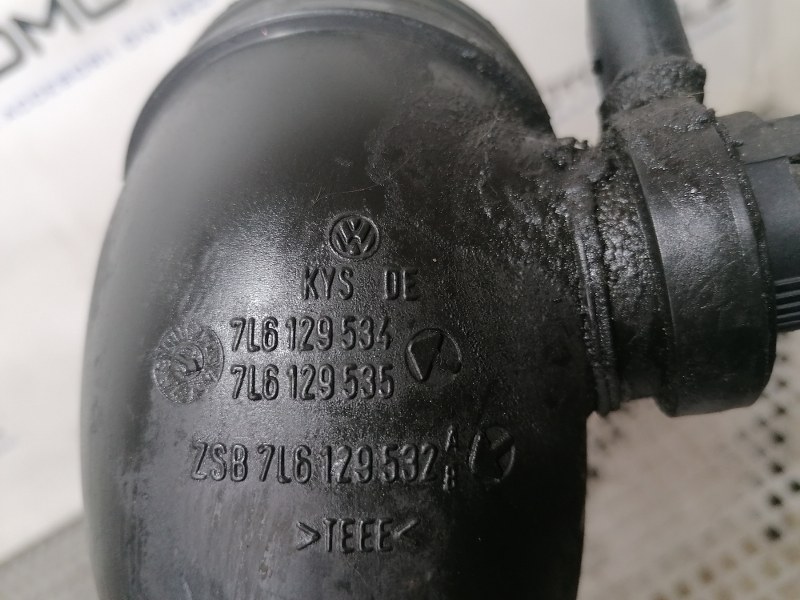 KYS DE
7L6 129 534
7L6 129 535
ZSB 7L6 129 532 A
B
>TEEE<